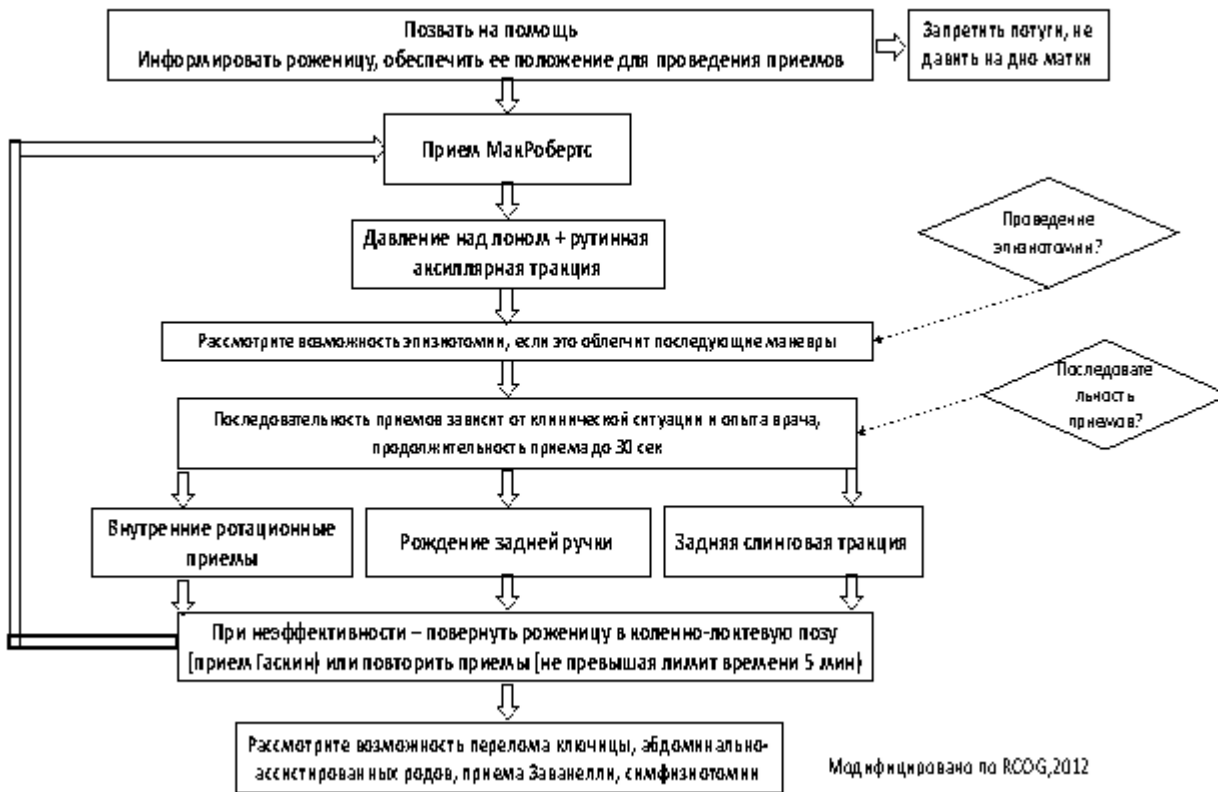 Позвать на помощь
Информировать роженицу, обеспечить ее положение для проведения приемов
Запретить потуги, не
давить на дно матки
Прием МакРобертс
Давление над лоном + рутинная
аксиллярная тракция
Проведение
эпизиотомии?
Рассмотрите возможность эпизиотомии, если это облегчит последующие маневры
Последовате
льность
приемов?
Последовательность приемов зависит от клинической ситуации и опыта врача,
продолжительность приема до 30 сек
Внутренние ротационные
приемы
Рождение задней ручки
Задняя слинговая тракция
При неэффективности – повернуть роженицу в коленно-локтевую позу
(прием Гаскин) или повторить приемы (не превышая лимит времени 5 мин)
Рассмотрите возможность перелома ключицы, абдоминально-
ассистированных родов, приема Заванелли, симфизиотомии
Модифицировано по RCOG,2012